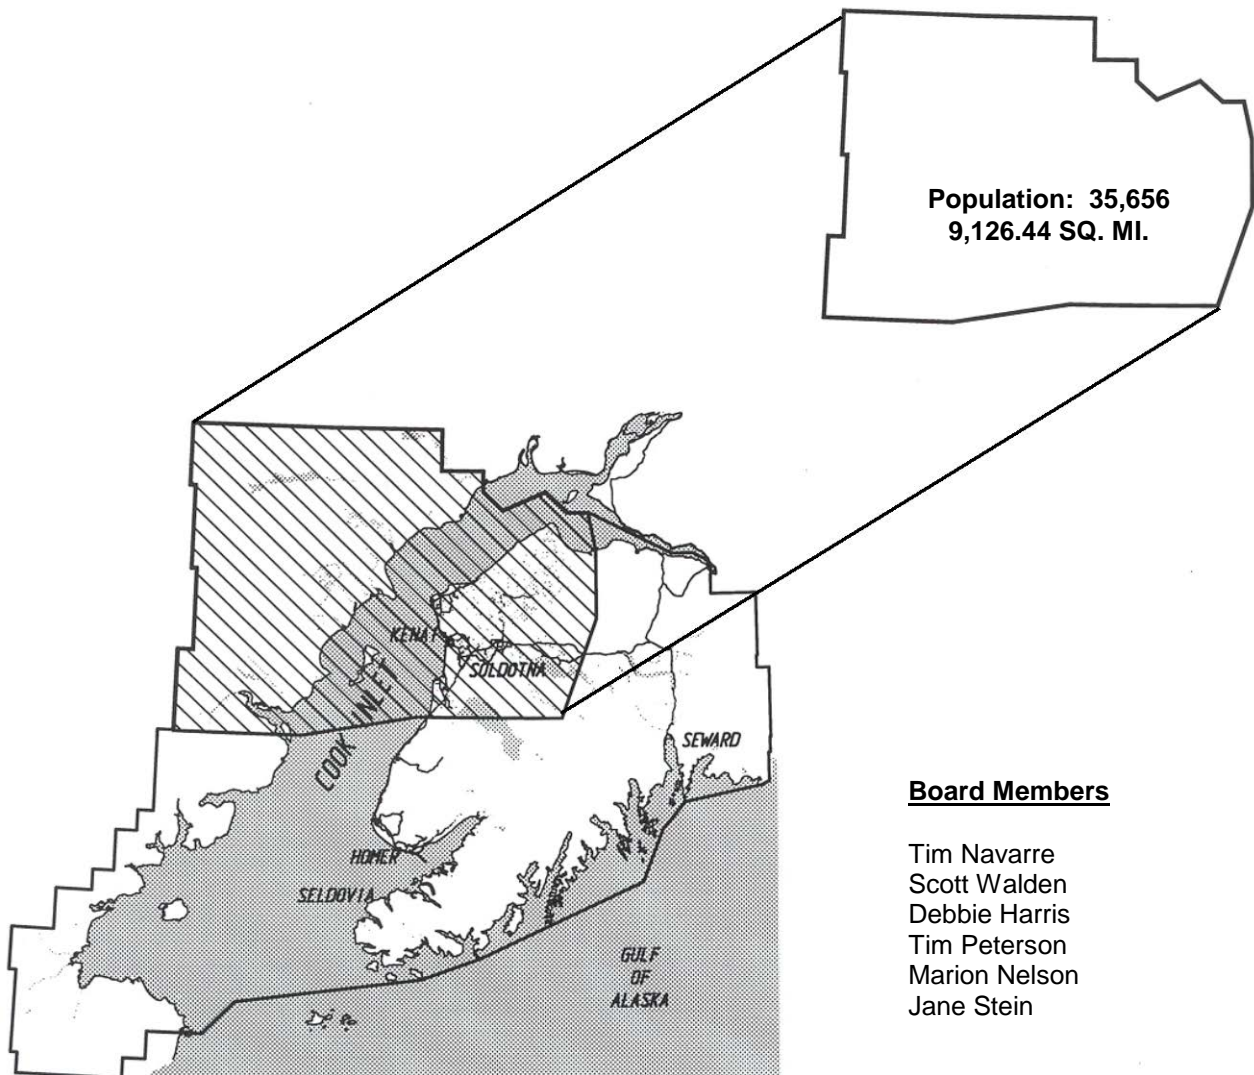 Population: 35,656
9,126.44 SQ. MI.
KENAI
SOLDOTNA
COOK INLET
SEWARD
HOMER
SELDOVIA
GULF
OF
ALASKA
Board Members
Tim Navarre
Scott Walden
Debbie Harris
Tim Peterson
Marion Nelson
Jane Stein